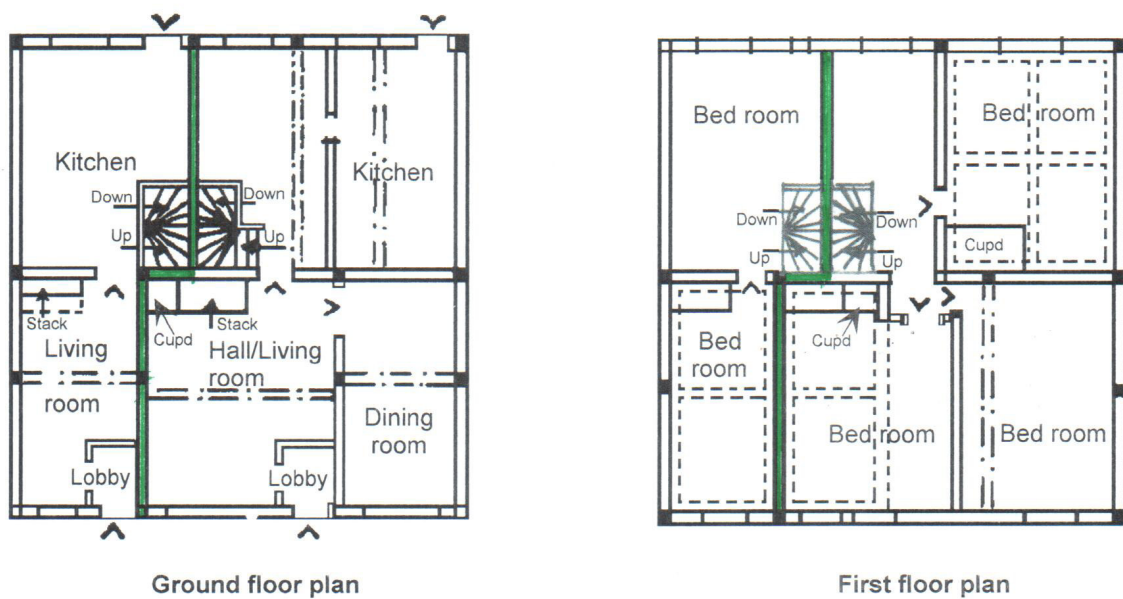 Kitchen
Kitchen
Down
Down
Up
Up
Stack
Cupd
Stack
Living
room
Hall/Living
room
Dining
room
Lobby
Lobby
Ground floor plan
Bed room
Bed room
Down
Down
Up
Up
Cupd
Bed
room
Cupd
Bed room
Bed room
First floor plan